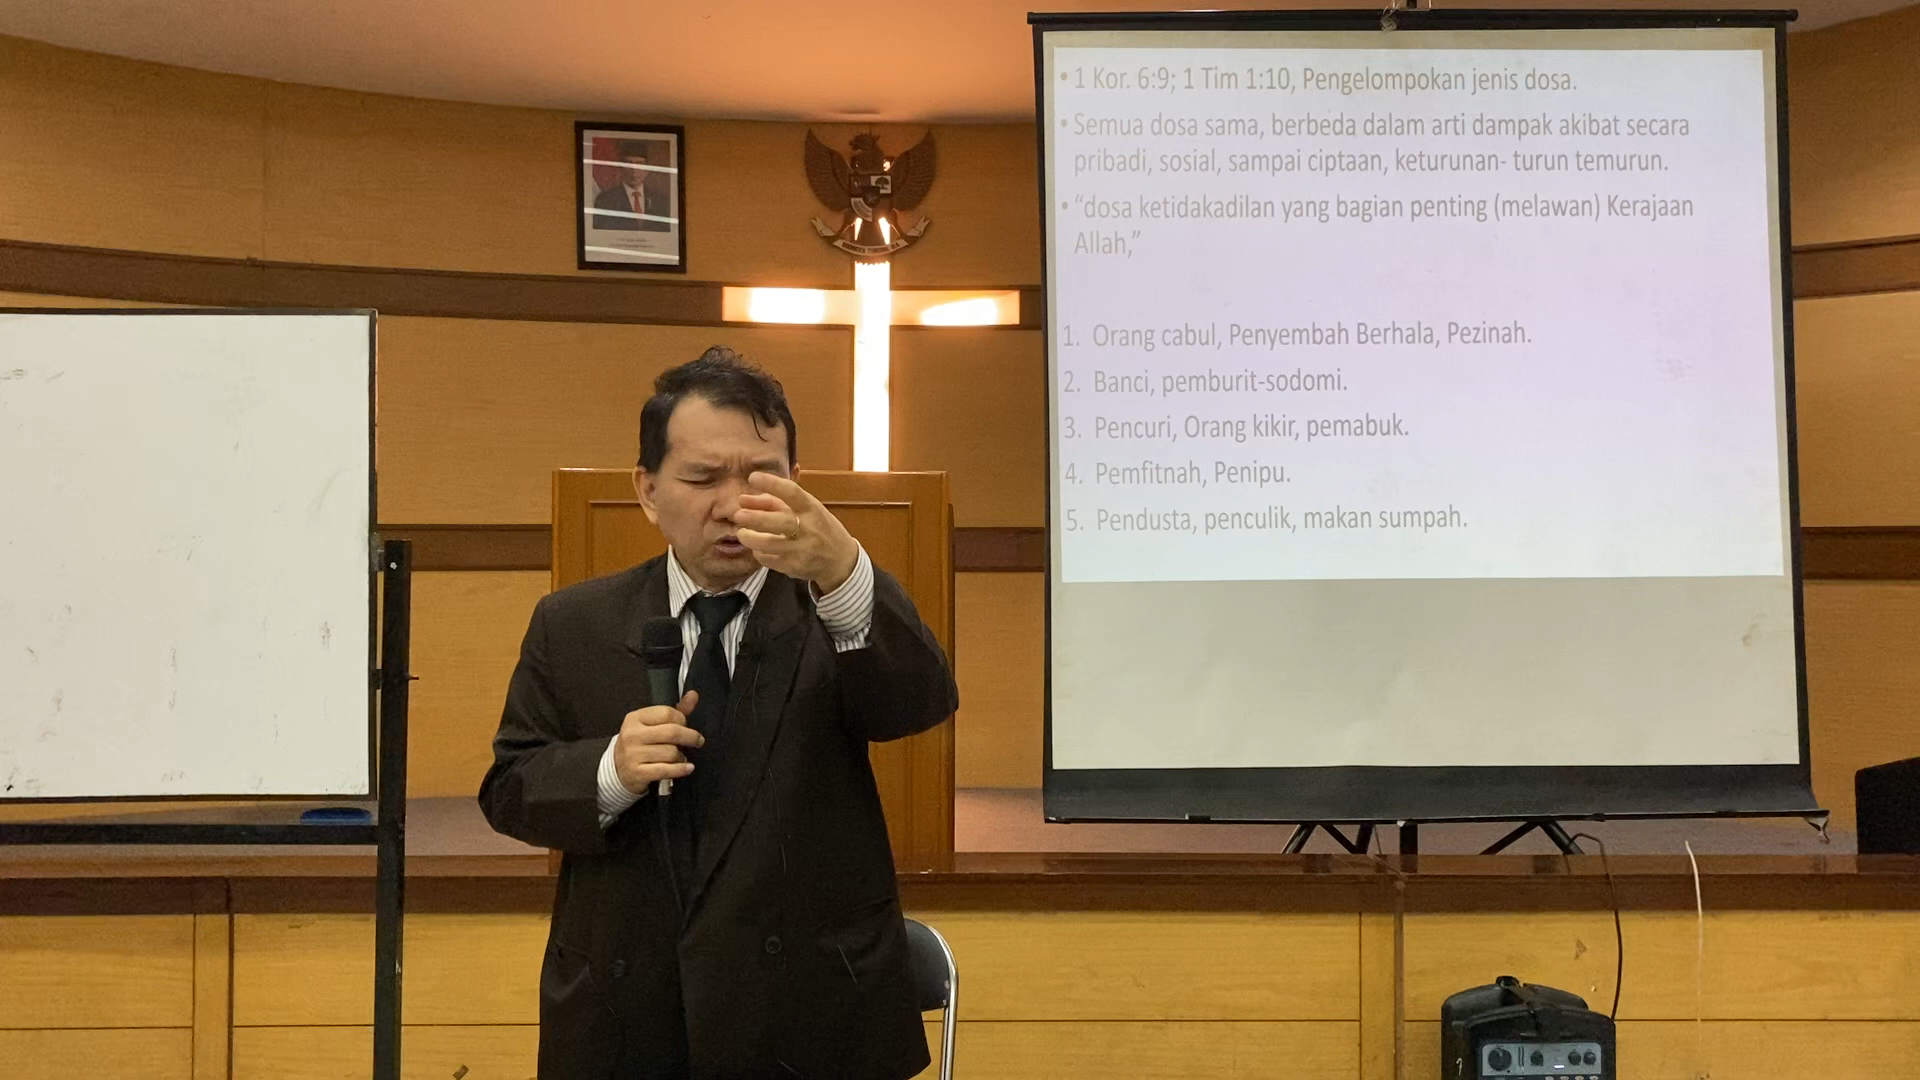 • 1 Kor. 6:9; 1 Tim 1:10, Pengelompokan jenis dosa.
• Semua dosa sama, berbeda dalam arti dampak akibat secara
pribadi, sosial, sampai ciptaan, keturunan- turun temurun.
• “dosa ketidakadilan yang bagian penting (melawan) Kerajaan
Allah,”
1. Orang cabul, Penyembah Berhala, Pezinah.
2. Banci, pemburit-sodomi.
3. Pencuri, Orang kikir, pemabuk.
4. Pemfitnah, Penipu.
5. Pendusta, penculik, makan sumpah.